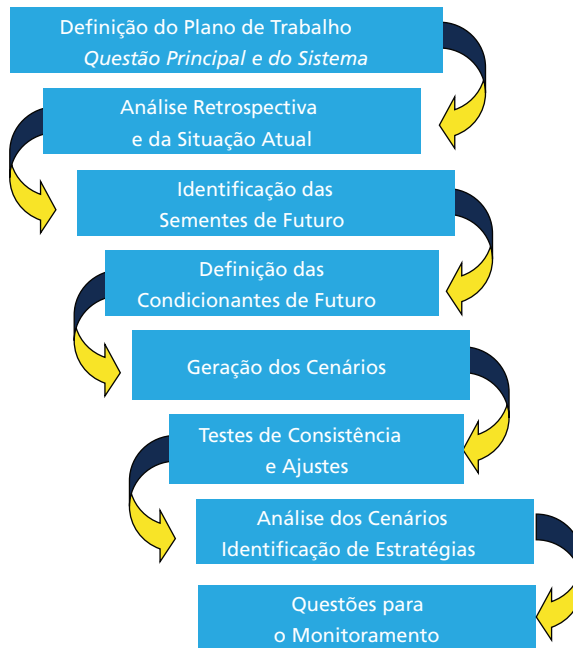 Definição do Plano de Trabalho
Questão Principal e do Sistema
Análise Retrospectiva
e da Situação Atual
Identificação das
Sementes de Futuro
Definição das
Condicionantes de Futuro
Geração dos Cenários
Testes de Consistência
e Ajustes
Análise dos Cenários
Identificação de Estratégias
Questões para
o Monitoramento